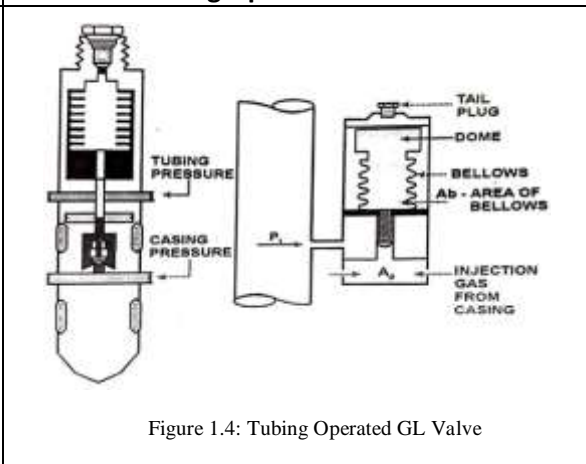 TUBING
PRESSURE
CASING
PRESSURE
TAIL
PLUG
DOME
BELLOWS
Ab - AREA OF
BELLOWS
P₁
INJECTION
GAS
FROM
CASING
Figure 1.4: Tubing Operated GL Valve